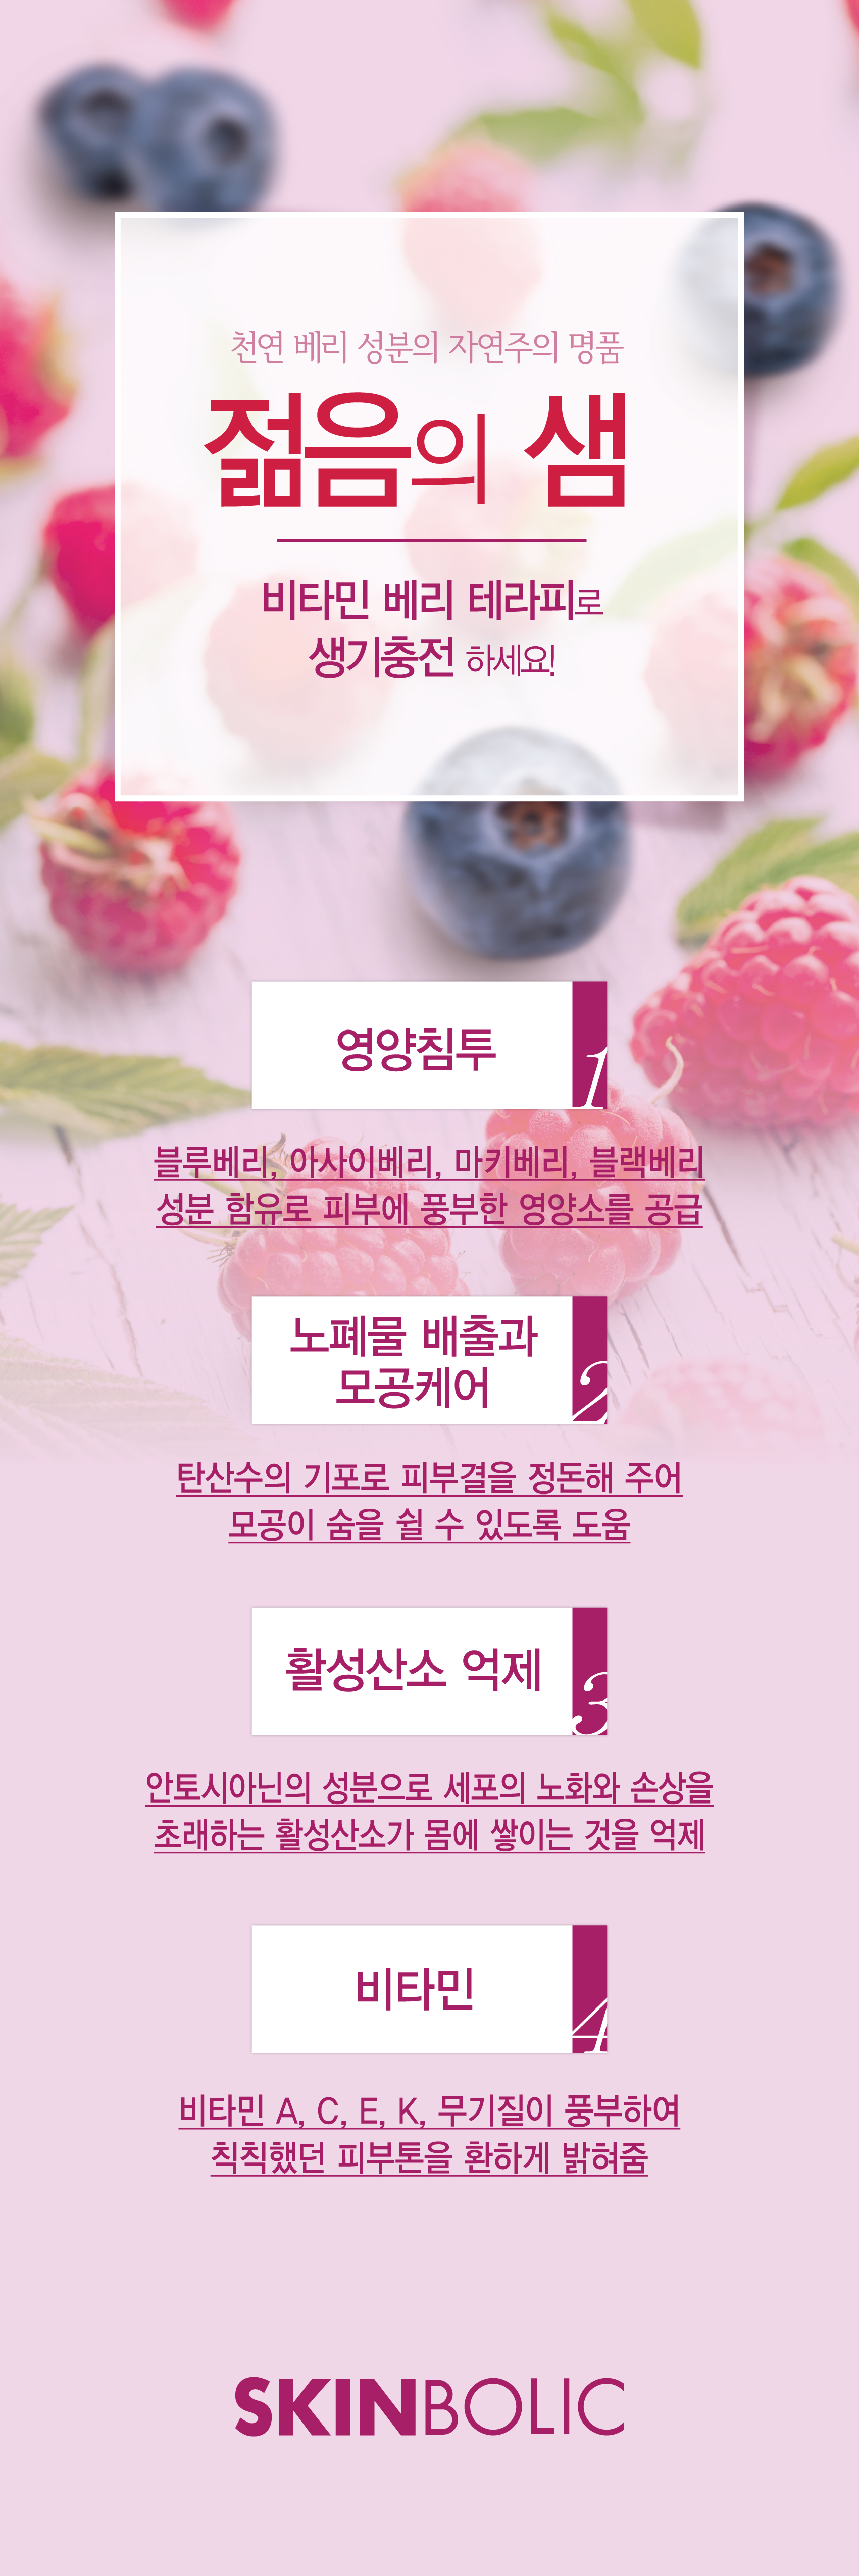 천연 베리 성분의 자연주의 명품
젊음의 샘
비타민 베리 테라피로
생기충전 하세요!
영양침투
1
블루베리, 아사이베리, 마키베리, 블랙베리
성분 함유로 피부에 풍부한 영양소를 공급
노폐물 배출과
모공케어
2
탄산수의 기포로 피부결을 정돈해 주어
모공이 숨을 쉴 수 있도록 도움
활성산소 억제
3
안토시아닌의 성분으로 세포의 노화와 손상을
초래하는 활성산소가 몸에 쌓이는 것을 억제
비타민
4
비타민 A, C, E, K, 무기질이 풍부하여
칙칙했던 피부톤을 환하게 밝혀줌
SKINBOLIC